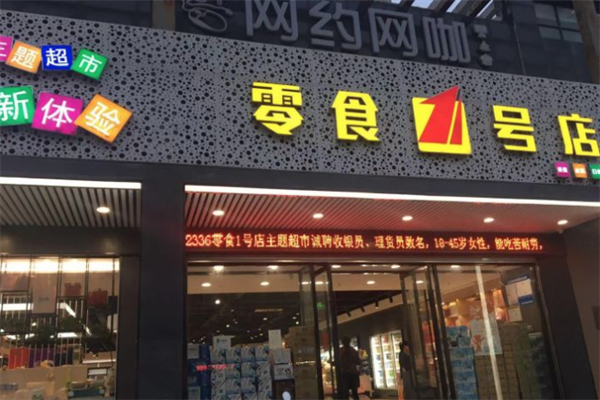 网约网咖
主题超市
新体验
零食1号店
2336零食1号店主题超市诚聘收银员、理货员数名，18-45岁女性，能吃苦耐劳，